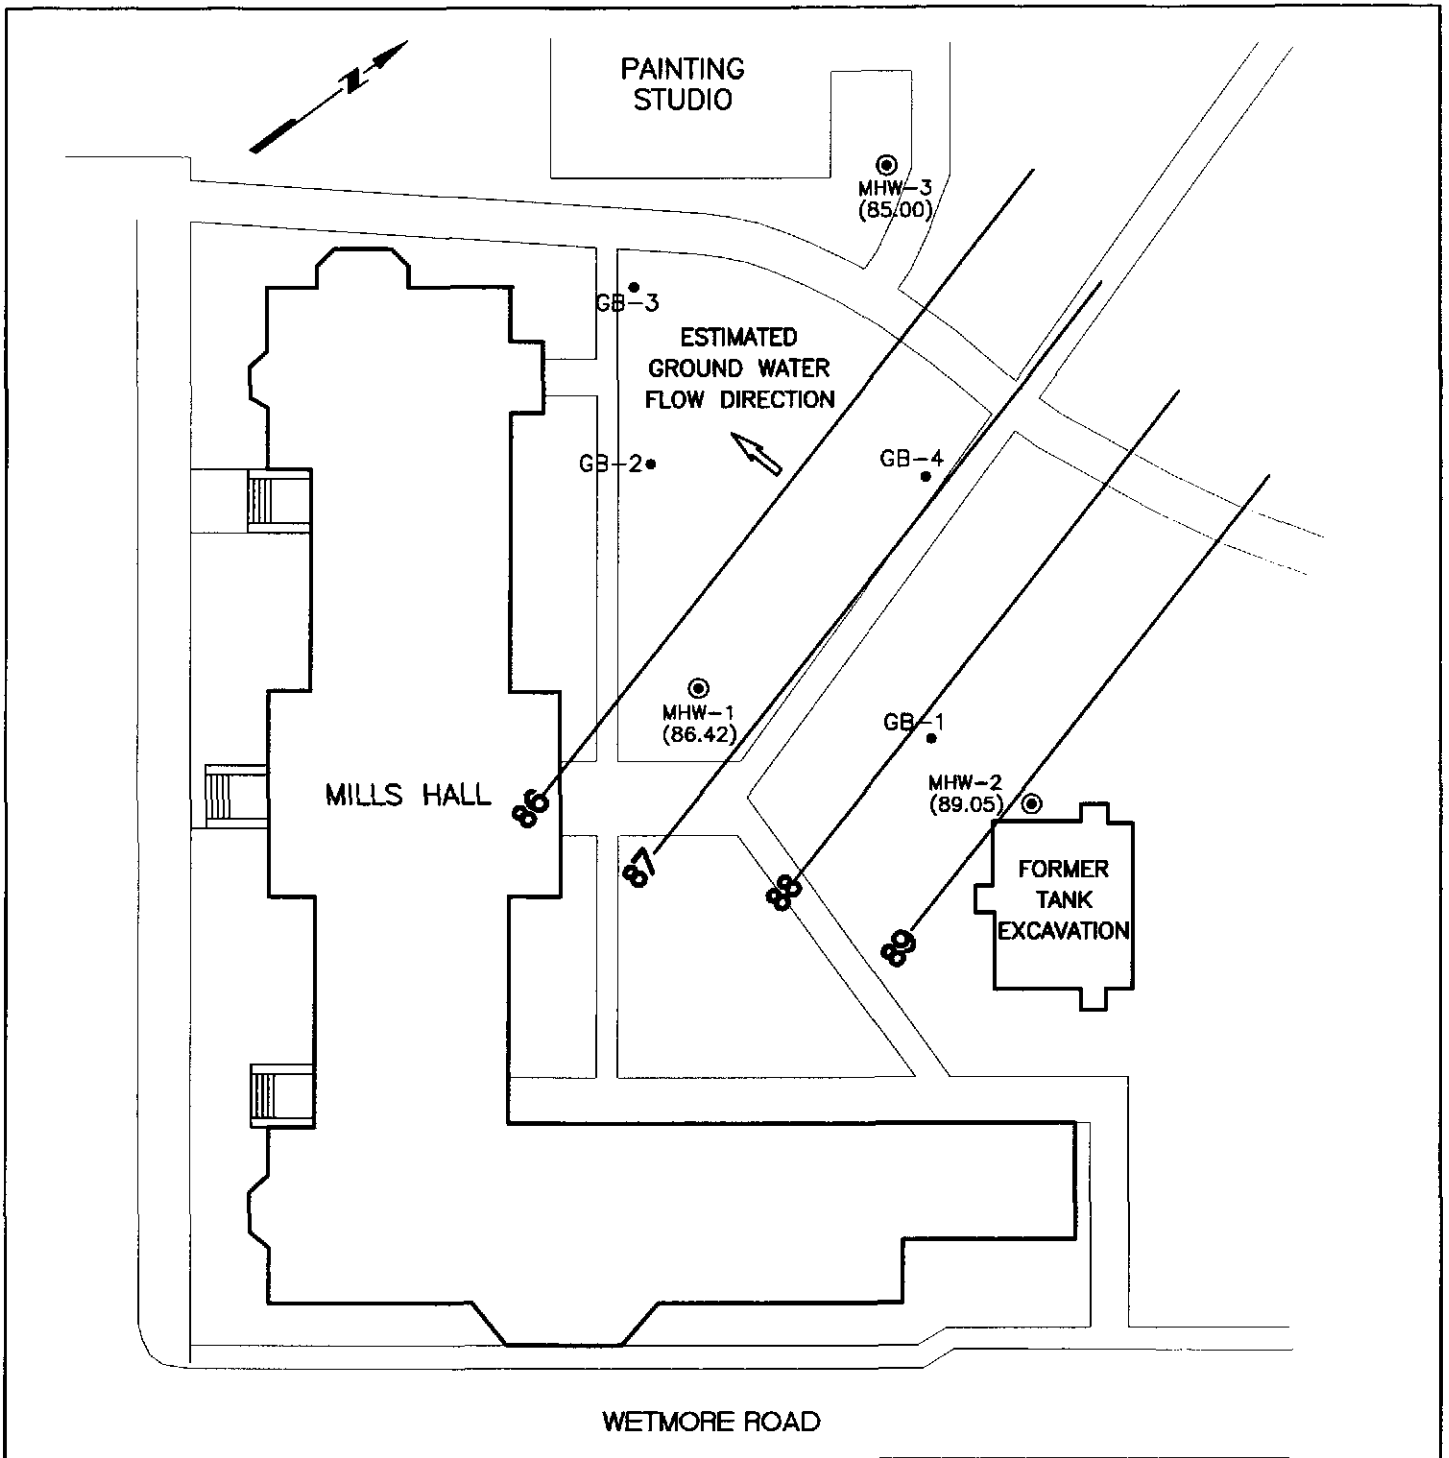 N
PAINTING
STUDIO
MHW-3
(85.00)
GB-3
ESTIMATED
GROUND WATER
FLOW DIRECTION
GB-2
GB-4
MHW-1
(86.42)
GB-1
MHW-2
(89.05)
MILLS HALL
86
87
88
89
FORMER
TANK
EXCAVATION
WETMORE ROAD